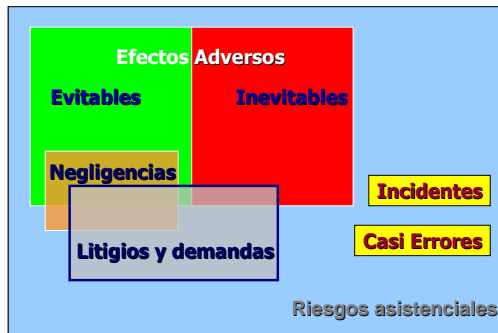 Efectos Adversos
Evitables
Inevitables
Negligencias
Incidentes
Litigios y demandas
Casi Errores
Riesgos asistenciales